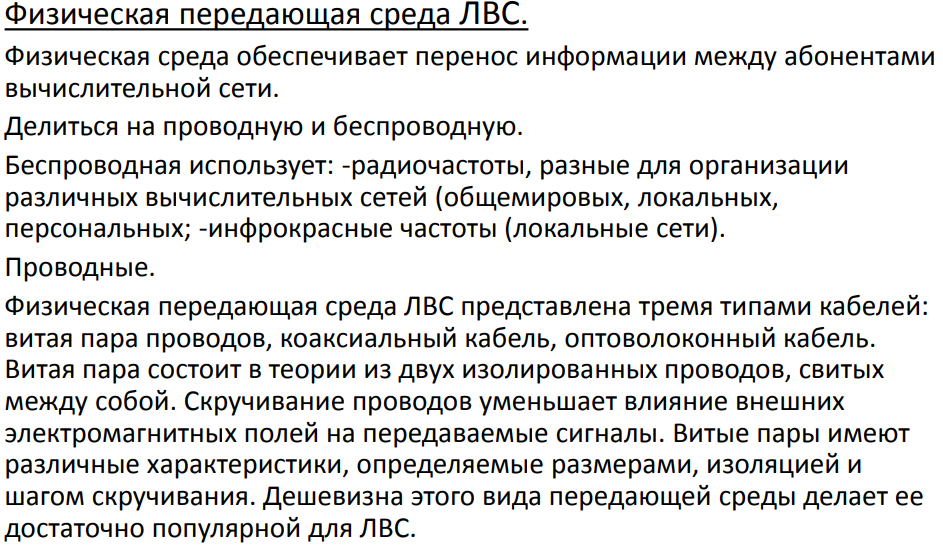 Физическая передающая среда ЛВС.
Физическая среда обеспечивает перенос информации между абонентами
вычислительной сети.
Делиться на проводную и беспроводную.
Беспроводная использует: -радиочастоты, разные для организации
различных вычислительных сетей (общемировых, локальных,
персональных; -инфрокрасные частоты (локальные сети).
Проводные.
Физическая передающая среда ЛВС представлена тремя типами кабелей:
витая пара проводов, коаксиальный кабель, оптоволоконный кабель.
Витая пара состоит в теории из двух изолированных проводов, свитых
между собой. Скручивание проводов уменьшает влияние внешних
электромагнитных полей на передаваемые сигналы. Витые пары имеют
различные характеристики, определяемые размерами, изоляцией и
шагом скручивания. Дешевизна этого вида передающей среды делает ее
достаточно популярной для ЛВС.